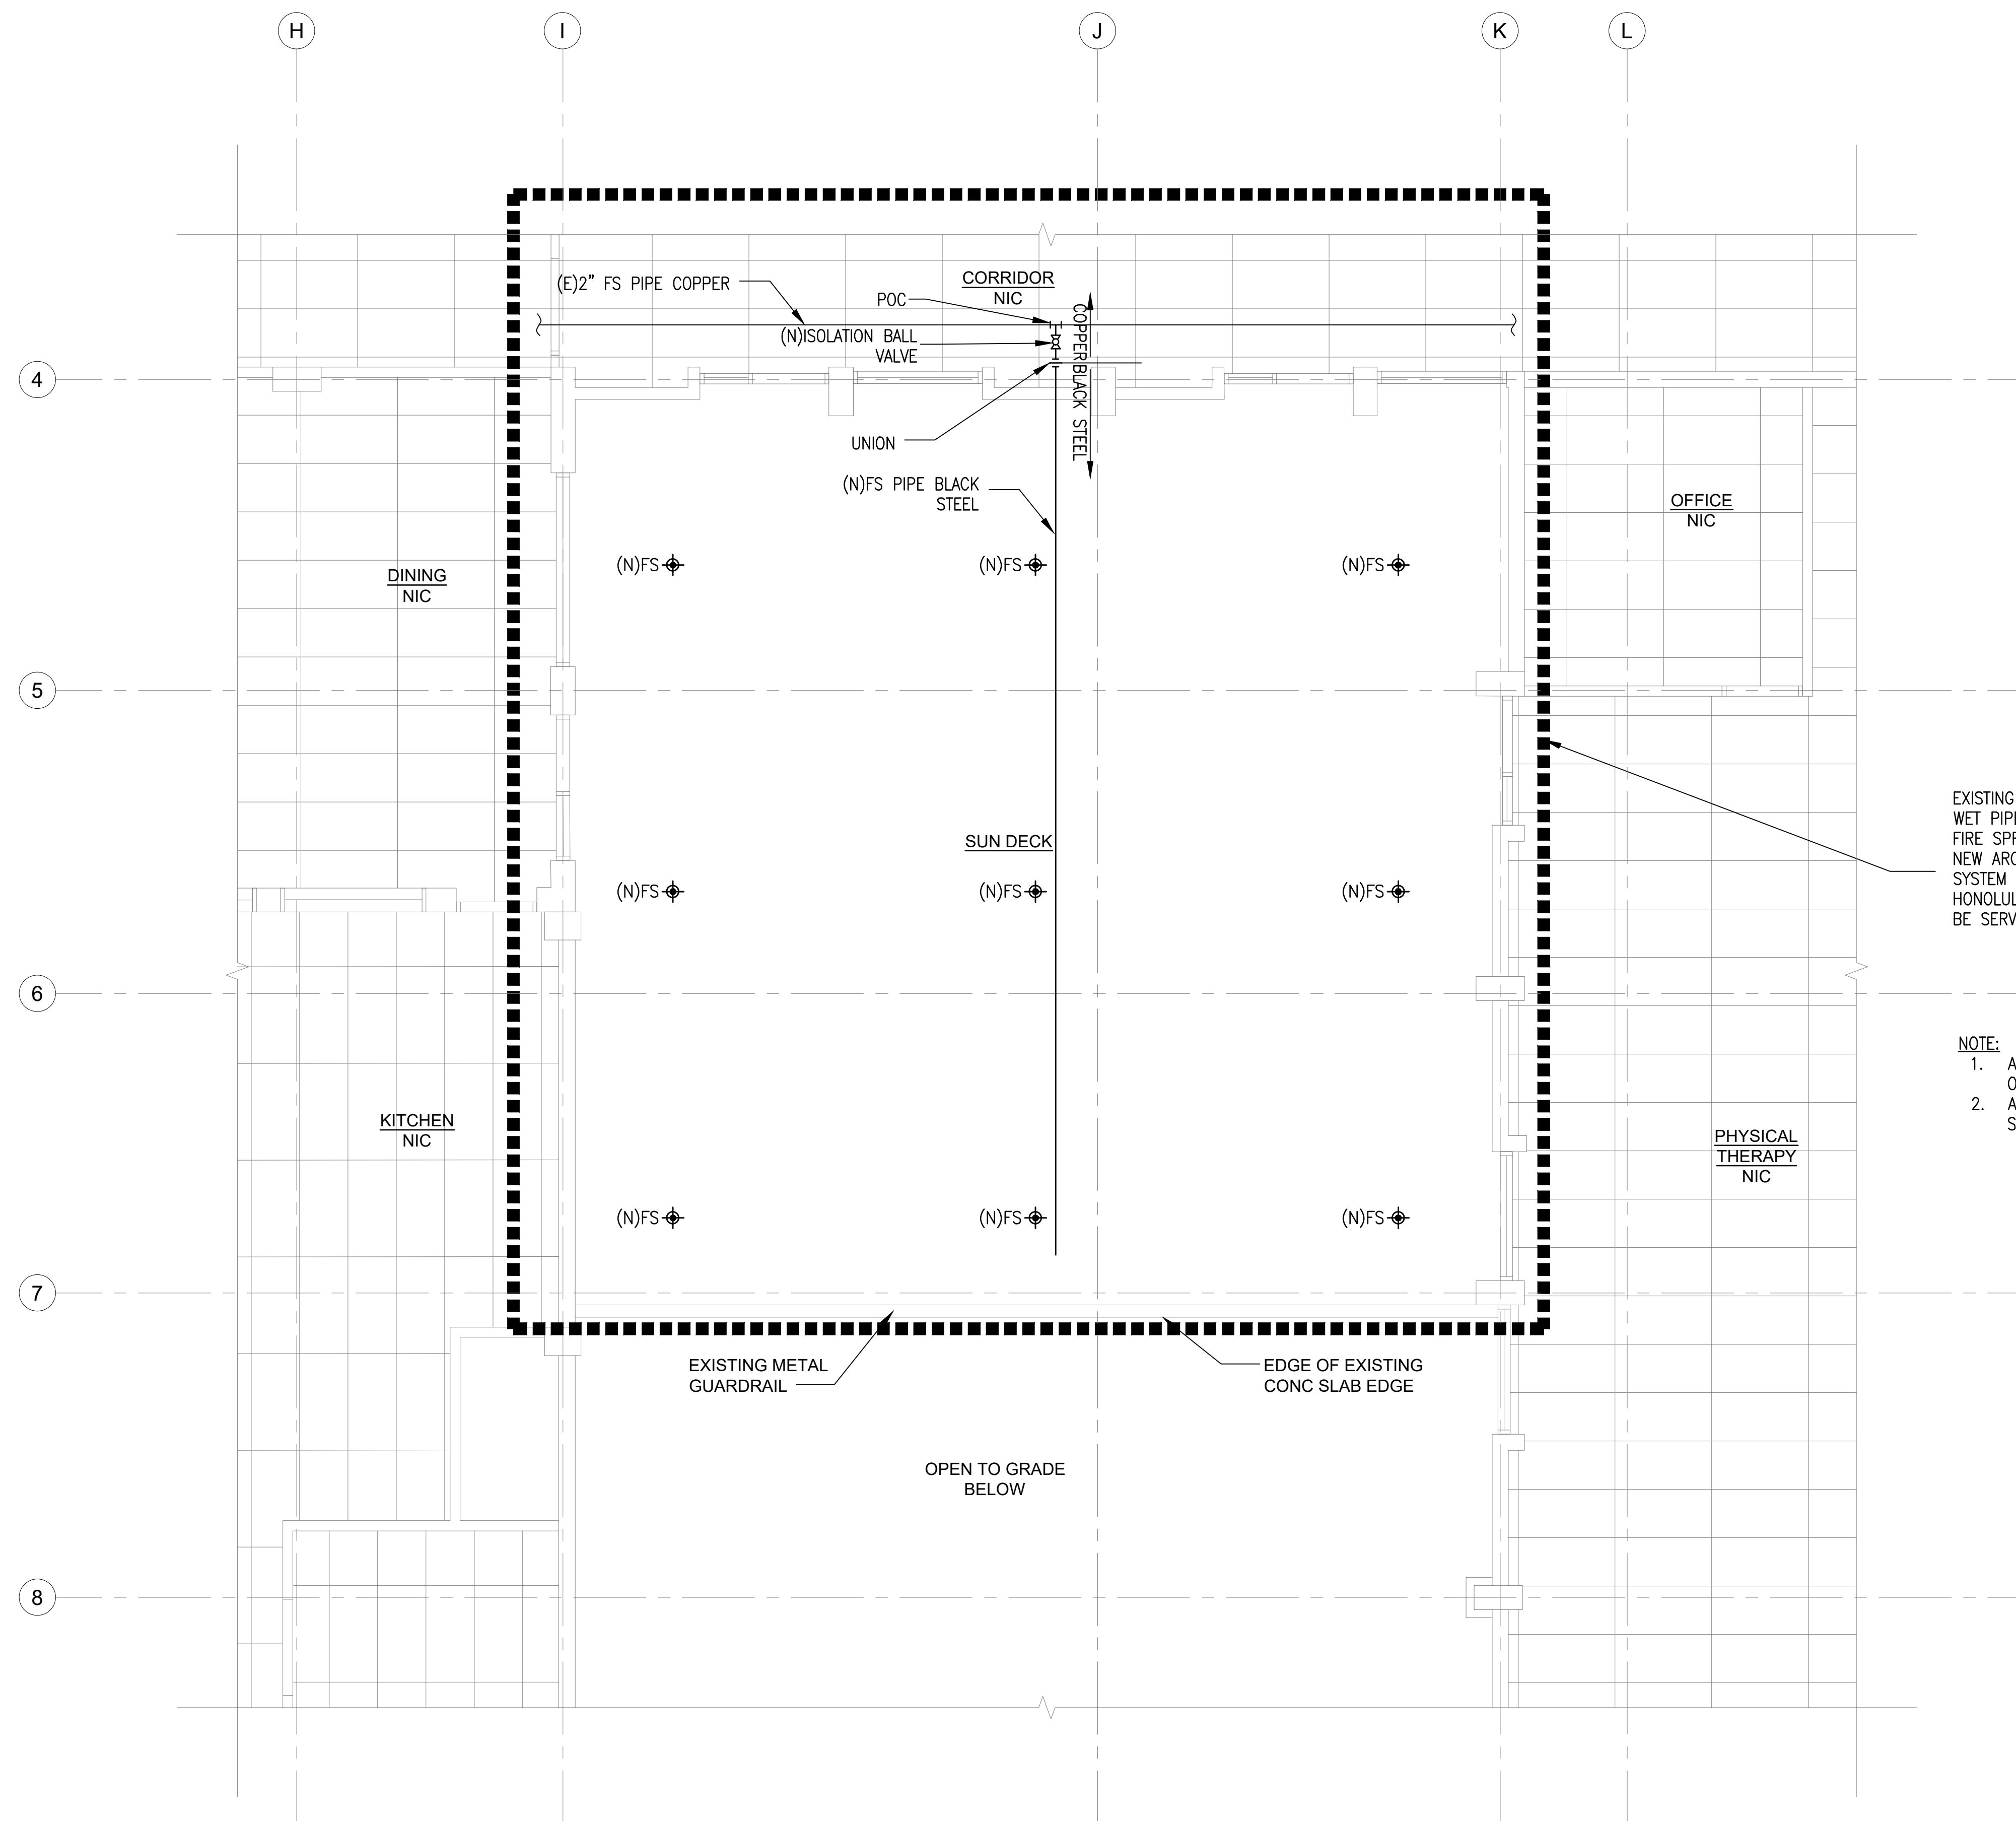 H
I
J
K
L
(E)2” FS PIPE COPPER
CORRIDOR
NIC
POC
(N)ISOLATION BALL
VALVE
COPPER
BLACK STEEL
4
UNION
(N)FS PIPE BLACK
STEEL
OFFICE
NIC
(N)FS
(N)FS
(N)FS
DINING
NIC
5
EXISTING
WET PIP
FIRE SP
NEW
SYSTEM
HONOLUL
BE SERV
SUN DECK
(N)FS
(N)FS
(N)FS
6
NOTE:
1. A
2. A
S
KITCHEN
NIC
PHYSICAL
THERAPY
NIC
(N)FS
(N)FS
(N)FS
7
EXISTING METAL
GUARDRAIL
EDGE OF EXISTING
CONC SLAB EDGE
OPEN TO GRADE
BELOW
8